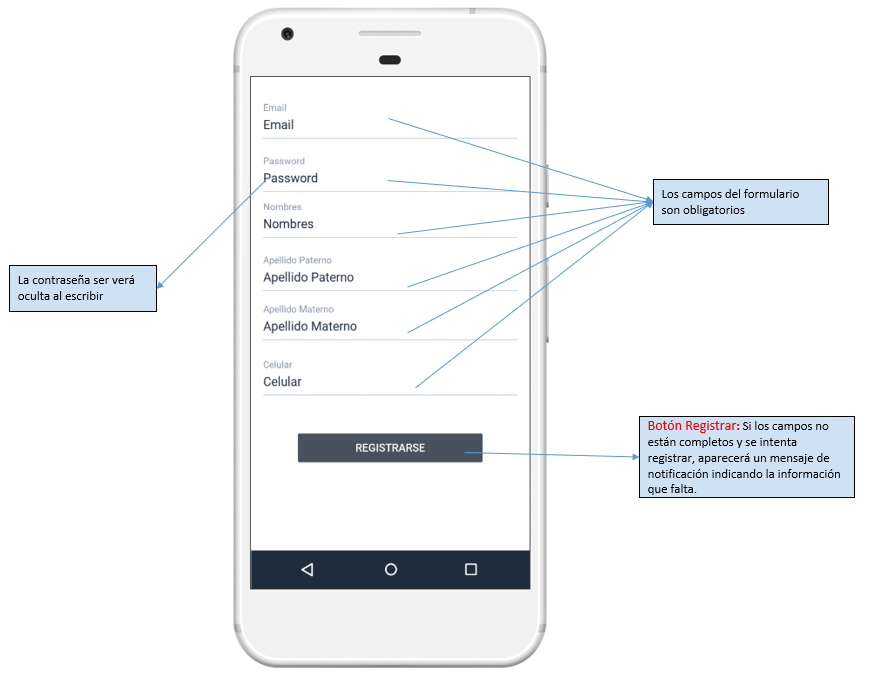 Email
Email
Password
Password
Nombres
Nombres
Apellido Paterno
Apellido Paterno
Apellido Materno
Apellido Materno
Celular
Celular
REGISTRARSE
La contraseña ser verá
oculta al escribir
Los campos del formulario
son obligatorios
Botón Registrar: Si los campos no
están completos y se intenta
registrar, aparecerá un mensaje de
notificación indicando la información
que falta.